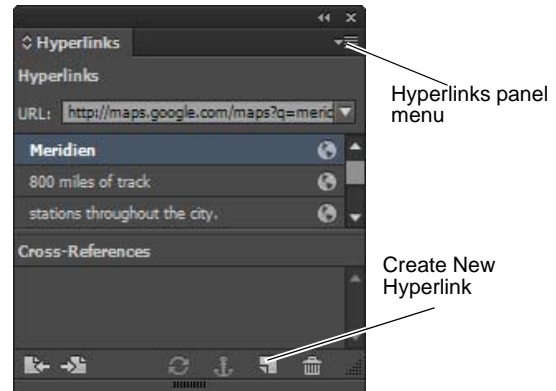 Hyperlinks
Hyperlinks
URL: http://maps.google.com/maps?q=merid
Hyperlinks panel
menu
Meridien
800 miles of track
stations throughout the city.
Cross-References
Create New
Hyperlink